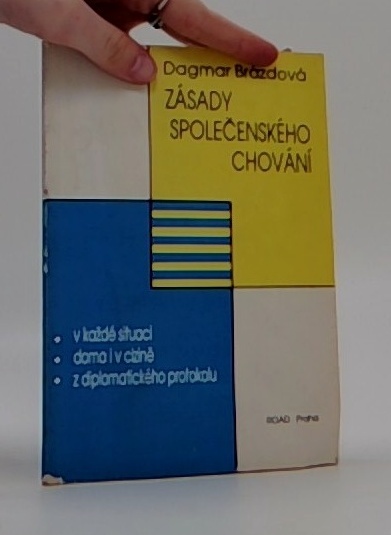 Dagmar Brázdová
ZÁSADY
SPOLEČENSKÉHO
CHOVÁNÍ
• v každé situaci
• doma i v cizině
• z diplomatického protokolu
ROAD Praha